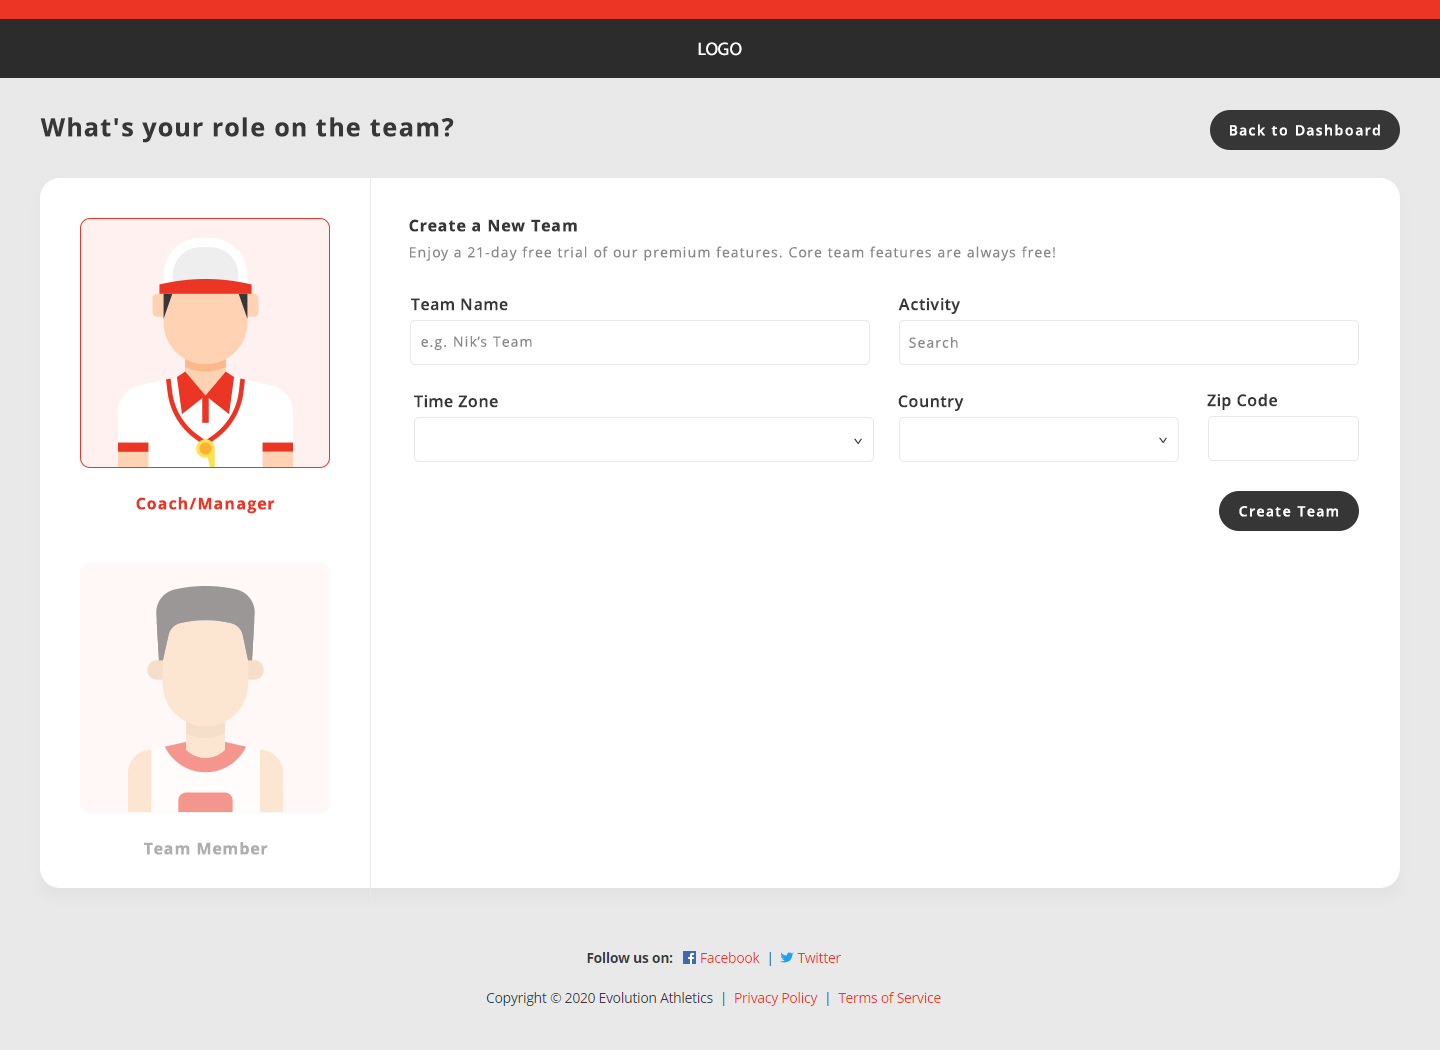 LOGO
What's your role on the team?
Back to Dashboard
Create a New Team
Enjoy a 21-day free trial of our premium features. Core team features are always free!
Team Name
Activity
e.g. Nik’s Team
Search
Time Zone
Country
Zip Code
Create Team
Coach/Manager
Team Member
Follow us on: Facebook | Twitter
Copyright © 2020 Evolution Athletics | Privacy Policy | Terms of Service